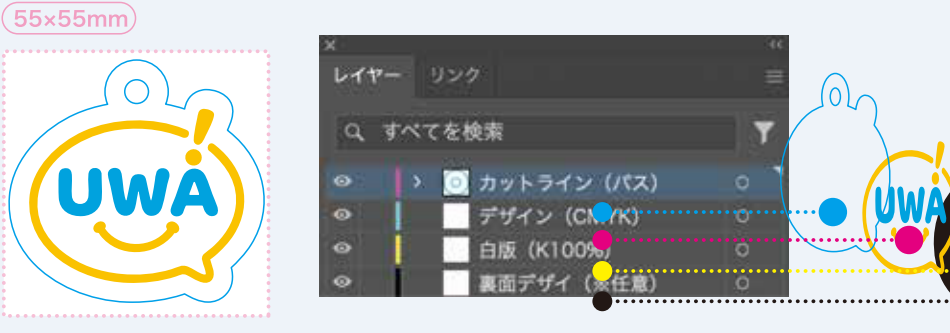 55×55mm
UWA!
レイヤー リンク
すべてを検索
カットライン（パス）
デザイン（CMYK）
白版（K100%）
裏面デザイ（※任意）
UWA